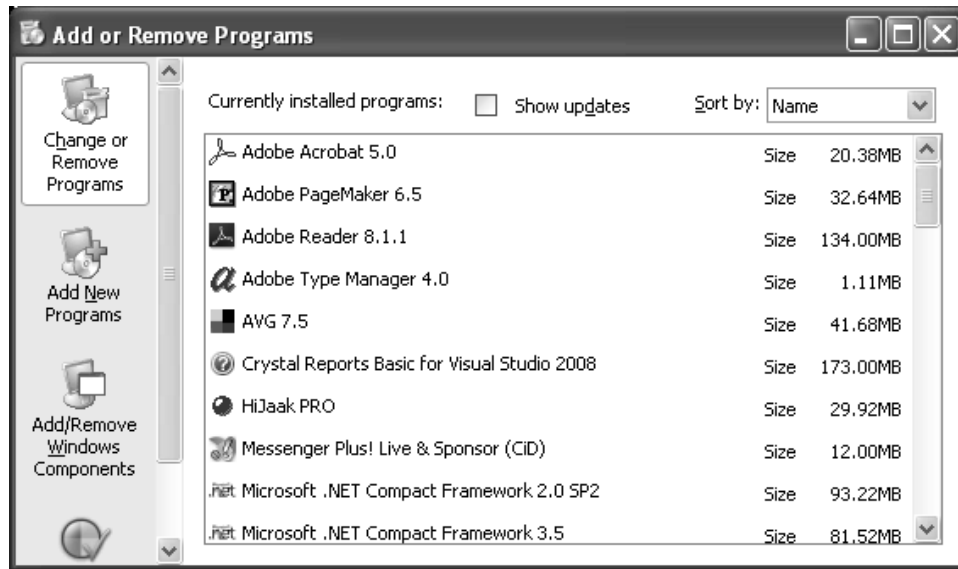 Add or Remove Programs
Change or
Remove
Programs
Add New
Programs
Add/Remove
Windows
Components
Currently installed programs: Show updates Sort by: Name
Adobe Acrobat 5.0 Size 20.38MB
Adobe PageMaker 6.5 Size 32.64MB
Adobe Reader 8.1.1 Size 134.00MB
Adobe Type Manager 4.0 Size 1.11MB
AVG 7.5 Size 41.68MB
Crystal Reports Basic for Visual Studio 2008 Size 173.00MB
HiJaak PRO Size 29.92MB
Messenger Plus! Live & Sponsor (CiD) Size 12.00MB
.net Microsoft .NET Compact Framework 2.0 SP2 Size 93.22MB
.net Microsoft .NET Compact Framework 3.5 Size 81.52MB